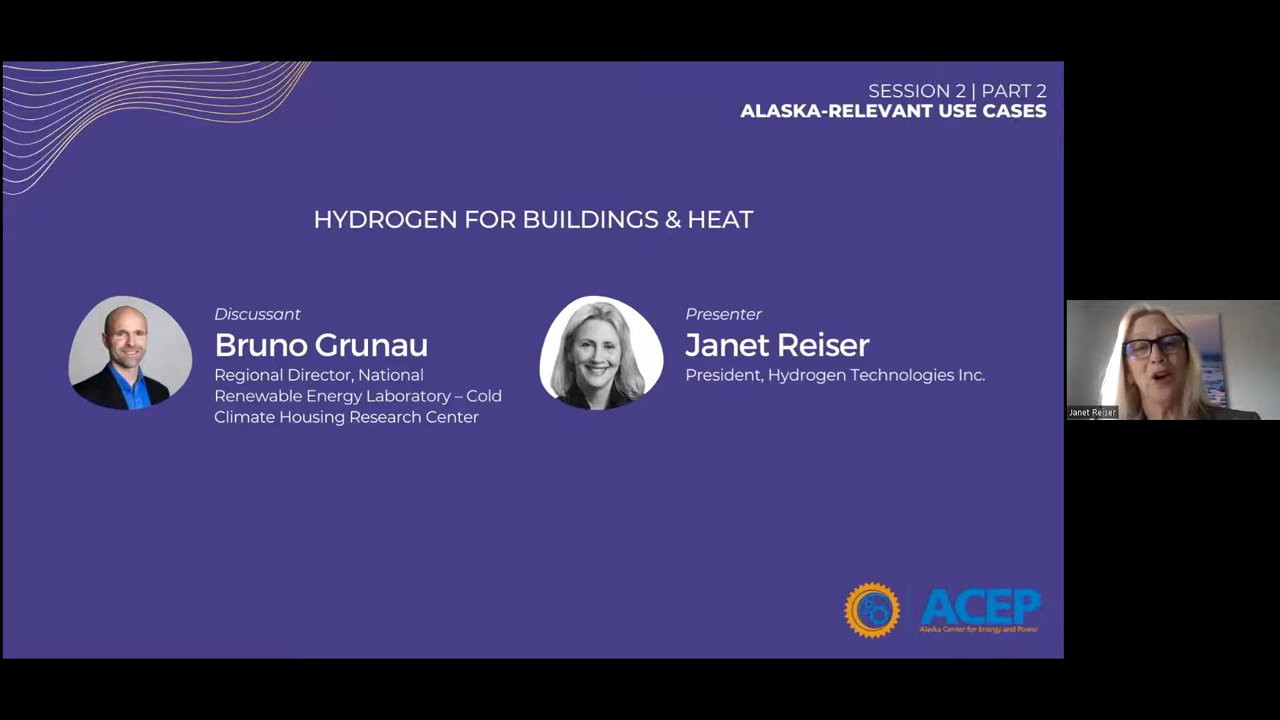 SESSION 2 | PART 2
ALASKA-RELEVANT USE CASES
HYDROGEN FOR BUILDINGS & HEAT
Discussant
Bruno Grunau
Regional Director, National
Renewable Energy Laboratory – Cold
Climate Housing Research Center
Presenter
Janet Reiser
President, Hydrogen Technologies Inc.
Janet Reiser
ACEP
Alaska Center for Energy and Power